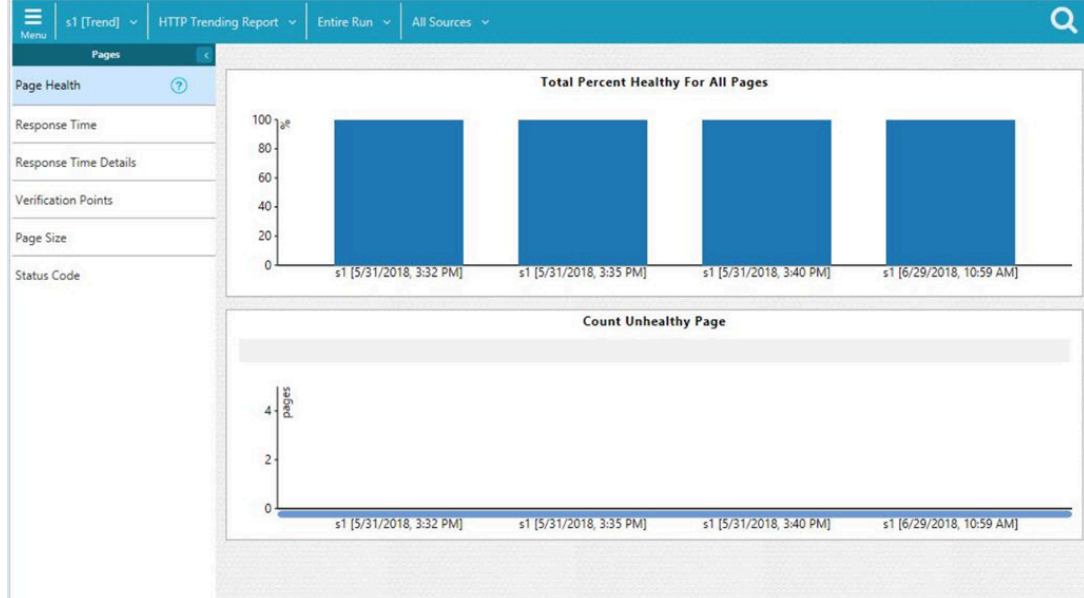 Menu
s1 [Trend]
HTTP Trending Report
Entire Run
All Sources
Pages
Page Health
?
Response Time
Response Time Details
Verification Points
Page Size
Status Code
Total Percent Healthy For All Pages
%
100
80
60
40
20
0
s1 [5/31/2018, 3:32 PM] s1 [5/31/2018, 3:35 PM] s1 [5/31/2018, 3:40 PM] s1 [6/29/2018, 10:59 AM]
Count Unhealthy Page
pages
4
2
0
s1 [5/31/2018, 3:32 PM] s1 [5/31/2018, 3:35 PM] s1 [5/31/2018, 3:40 PM] s1 [6/29/2018, 10:59 AM]